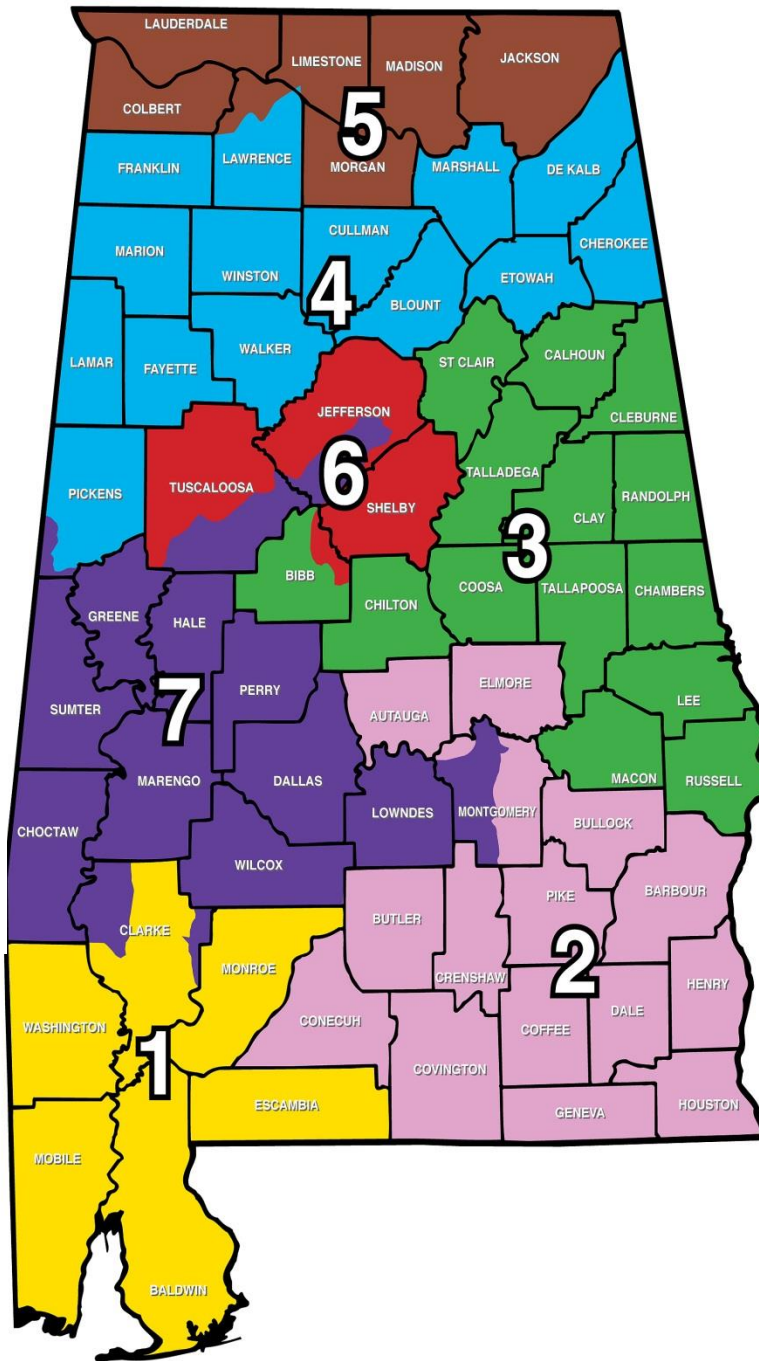 LAUDERDALE
LIMESTONE
MADISON
JACKSON
COLBERT
5
FRANKLIN
LAWRENCE
MORGAN
MARSHALL
DE KALB
CULLMAN
CHEROKEE
MARION
WINSTON
ETOWAH
4
BLOUNT
WALKER
ST CLAIR
CALHOUN
LAMAR
FAYETTE
JEFFERSON
CLEBURNE
6
TALLADEGA
TUSCALOOSA
PICKENS
RANDOLPH
SHELBY
CLAY
3
BIBB
COOSA
TALLAPOOSA
CHAMBERS
GREENE
HALE
CHILTON
PERRY
ELMORE
7
LEE
SUMTER
AUTAUGA
MARENGO
DALLAS
MACON
RUSSELL
LOWNDES
MONTGOMERY
BULLOCK
CHOCTAW
WILCOX
BARBOUR
PIKE
CLARKE
BUTLER
2
MONROE
CRENSHAW
HENRY
DALE
WASHINGTON
CONECUH
COFFEE
1
COVINGTON
ESCAMBIA
HOUSTON
GENEVA
MOBILE
BALDWIN